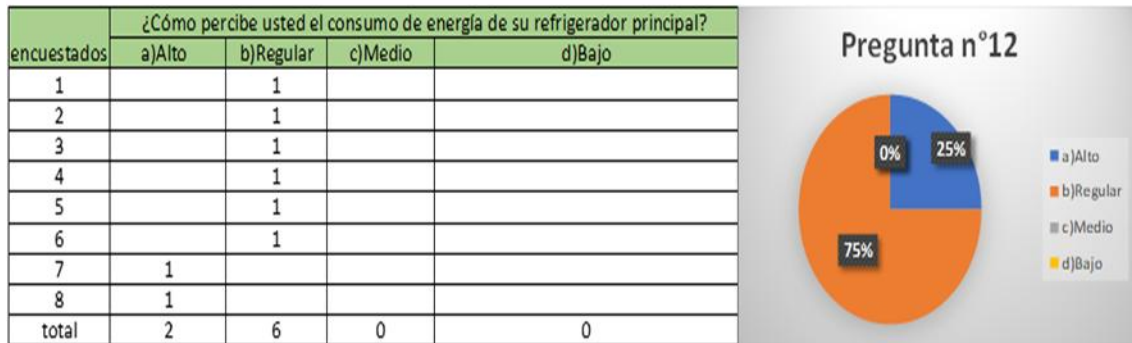 ¿Cómo percibe usted el consumo de energía de su refrigerador principal?
encuestados a)Alto b)Regular c)Medio d)Bajo
1 1
2 1
3 1
4 1
5 1
6 1
7 1
8 1
total 2 6 0 0
Pregunta n°12
0% 25%
75%
a)Alto
b)Regular
c)Medio
d)Bajo